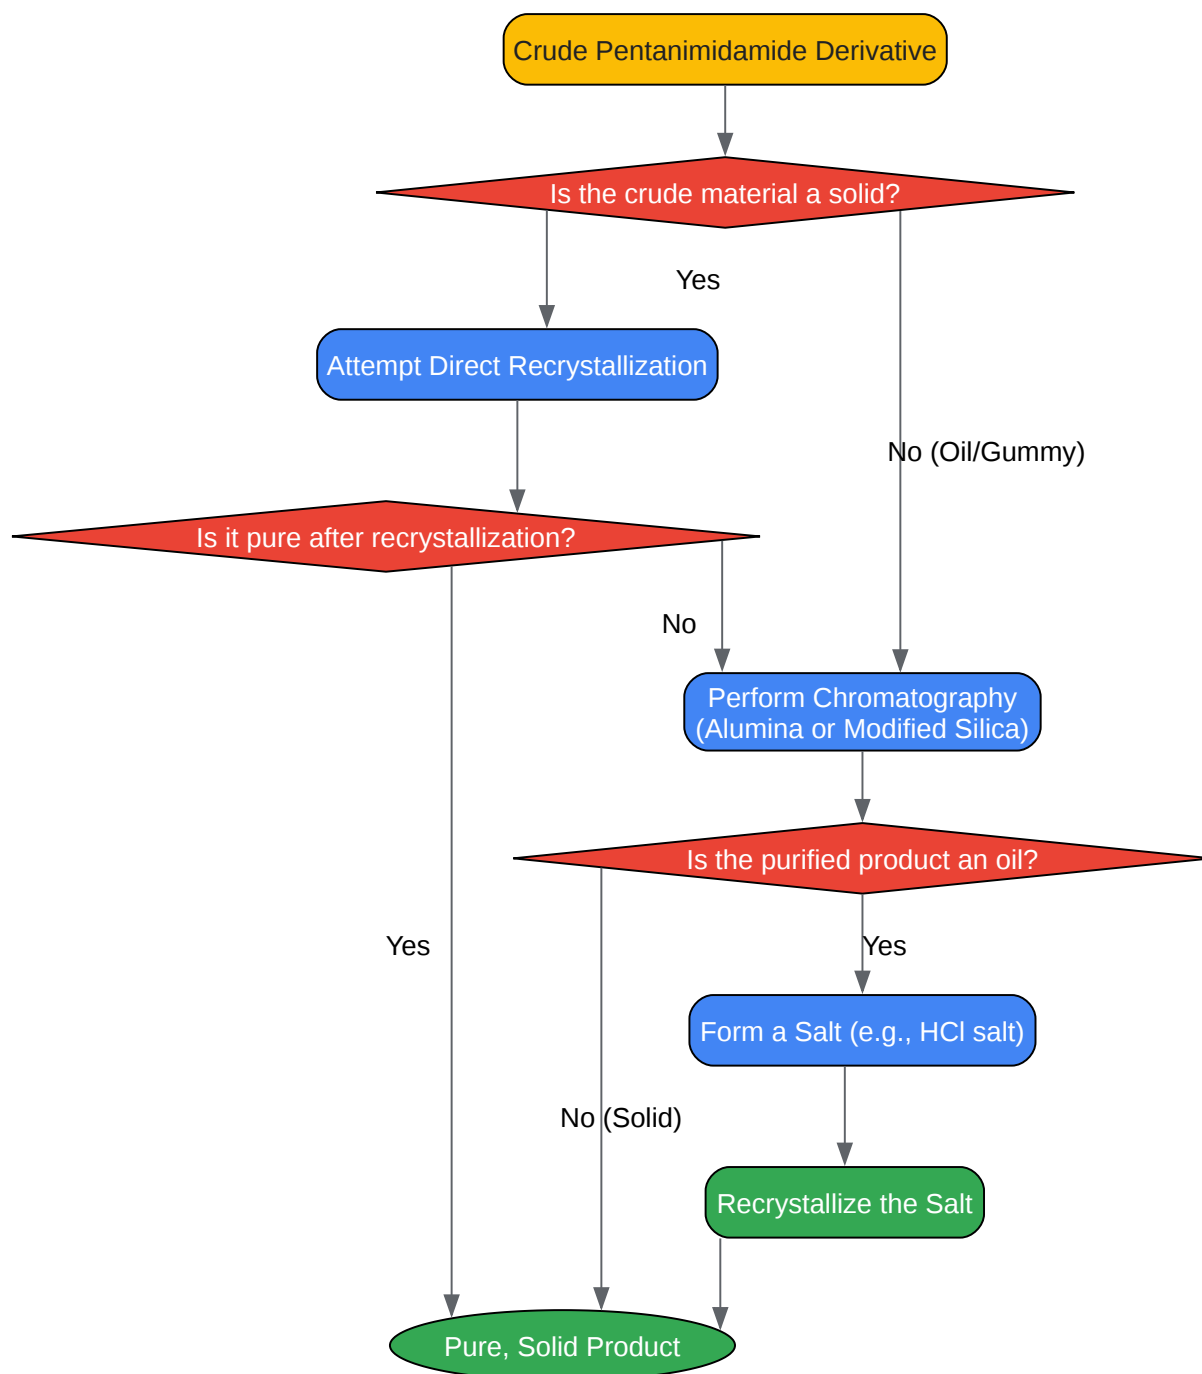 Crude Pentanimidamide Derivative
Is the crude material a solid?
Yes
Attempt Direct Recrystallization
No (Oil/Gummy)
Is it pure after recrystallization?
No
Perform Chromatography
(Alumina or Modified Silica)
Is the purified product an oil?
Yes
Yes
Form a Salt (e.g., HCl salt)
No (Solid)
Recrystallize the Salt
Pure, Solid Product